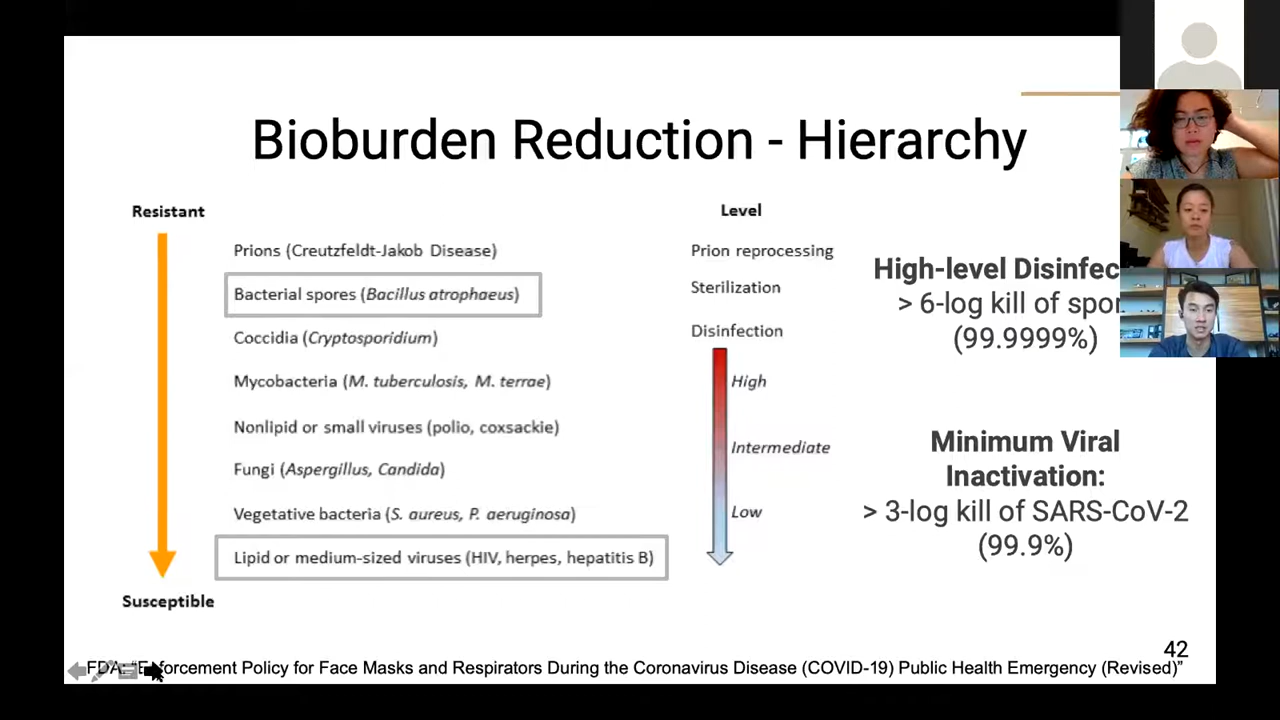 Bioburden Reduction - Hierarchy
Resistant
Level
Prions (Creutzfeldt-Jakob Disease)
Prion reprocessing
Bacterial spores (Bacillus atrophaeus)
Sterilization
Coccidia (Cryptosporidium)
Disinfection
Mycobacteria (M. tuberculosis, M. terrae)
High
Nonlipid or small viruses (polio, coxsackie)
Intermediate
Fungi (Aspergillus, Candida)
Vegetative bacteria (S. aureus, P. aeruginosa)
Low
Lipid or medium-sized viruses (HIV, herpes, hepatitis B)
Susceptible
High-level
> 6-log kill of
(99.9999%)
Minimum Viral
Inactivation:
> 3-log kill of SARS-CoV-2
(99.9%)
42
FDA: “Enforcement Policy for Face Masks and Respirators During the Coronavirus Disease (COVID-19) Public Health Emergency (Revised)”